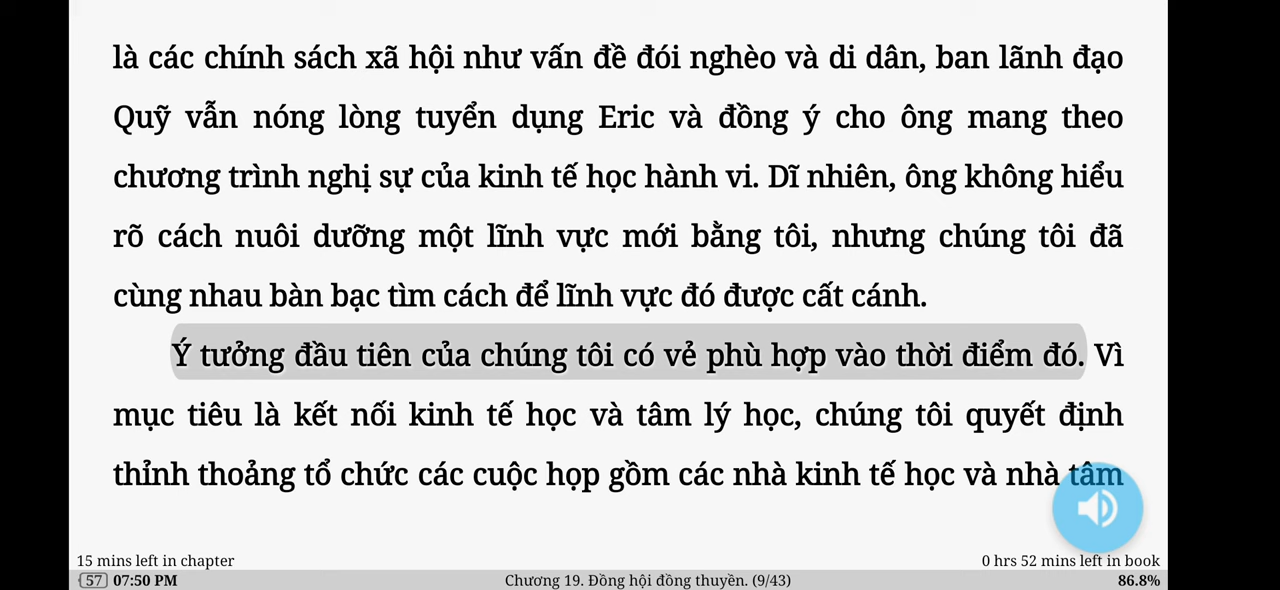 là các chính sách xã hội như vấn đề đói nghèo và di dân, ban lãnh đạo
Quỹ vẫn nóng lòng tuyển dụng Eric và đồng ý cho ông mang theo
chương trình nghị sự của kinh tế học hành vi. Dĩ nhiên, ông không hiểu
rõ cách nuôi dưỡng một lĩnh vực mới bằng tôi, nhưng chúng tôi đã
cùng nhau bàn bạc tìm cách để lĩnh vực đó được cất cánh.
Ý tưởng đầu tiên của chúng tôi có vẻ phù hợp vào thời điểm đó. Vì
mục tiêu là kết nối kinh tế học và tâm lý học, chúng tôi quyết định
thỉnh thoảng tổ chức các cuộc họp gồm các nhà kinh tế học và nhà tâm
15 mins left in chapter 0 hrs 52 mins left in book
57 07:50 PM Chương 19. Đồng hội đồng thuyền. (9/43) 86.8%